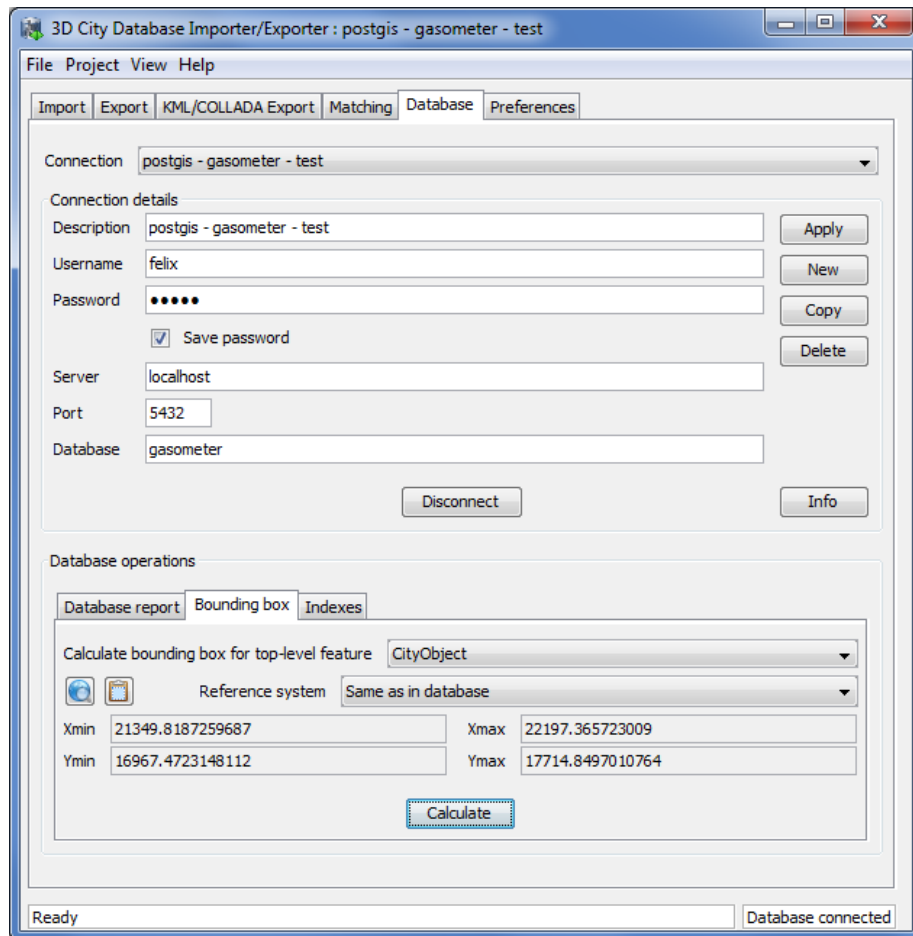 3D City Database Importer/Exporter : postgis - gasometer - test
File Project View Help
Import Export KML/COLLADA Export Matching Database Preferences
Connection postgis - gasometer - test
Connection details
Description postgis - gasometer - test Apply
Username felix New
Password ●●●●● Copy
Save password
Delete
Server localhost
Port 5432
Database gasometer
Disconnect Info
Database operations
Database report Bounding box Indexes
Calculate bounding box for top-level feature CityObject
Reference system Same as in database
Xmin 21349.8187259687 Xmax 22197.365723009
Ymin 16967.4723148112 Ymax 17714.8497010764
Calculate
Ready Database connected